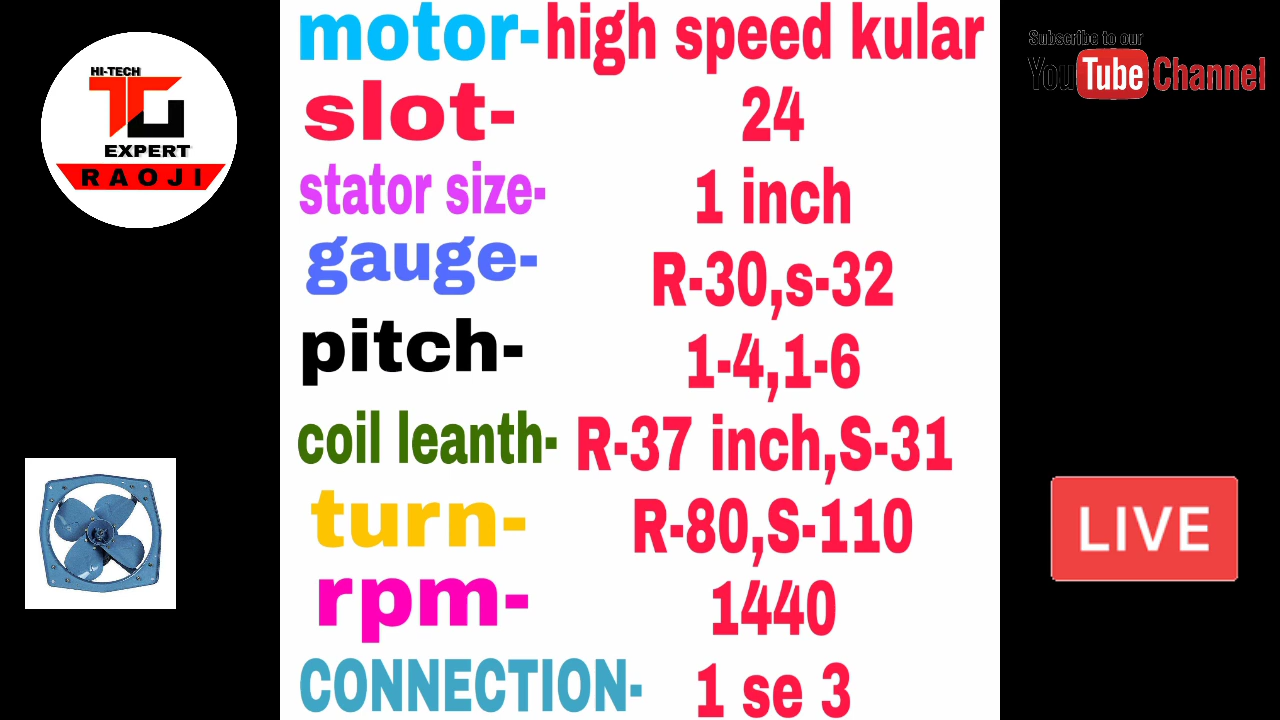 motor- high speed kular
slot- 24
stator size- 1 inch
gauge- R-30,s-32
pitch- 1-4,1-6
coil leanth- R-37 inch,S-31
turn- R-80,S-110
rpm- 1440
CONNECTION- 1 se 3
HI-TECH
TG
EXPERT
RAOJI
Subscribe to our
YouTube Channel
LIVE